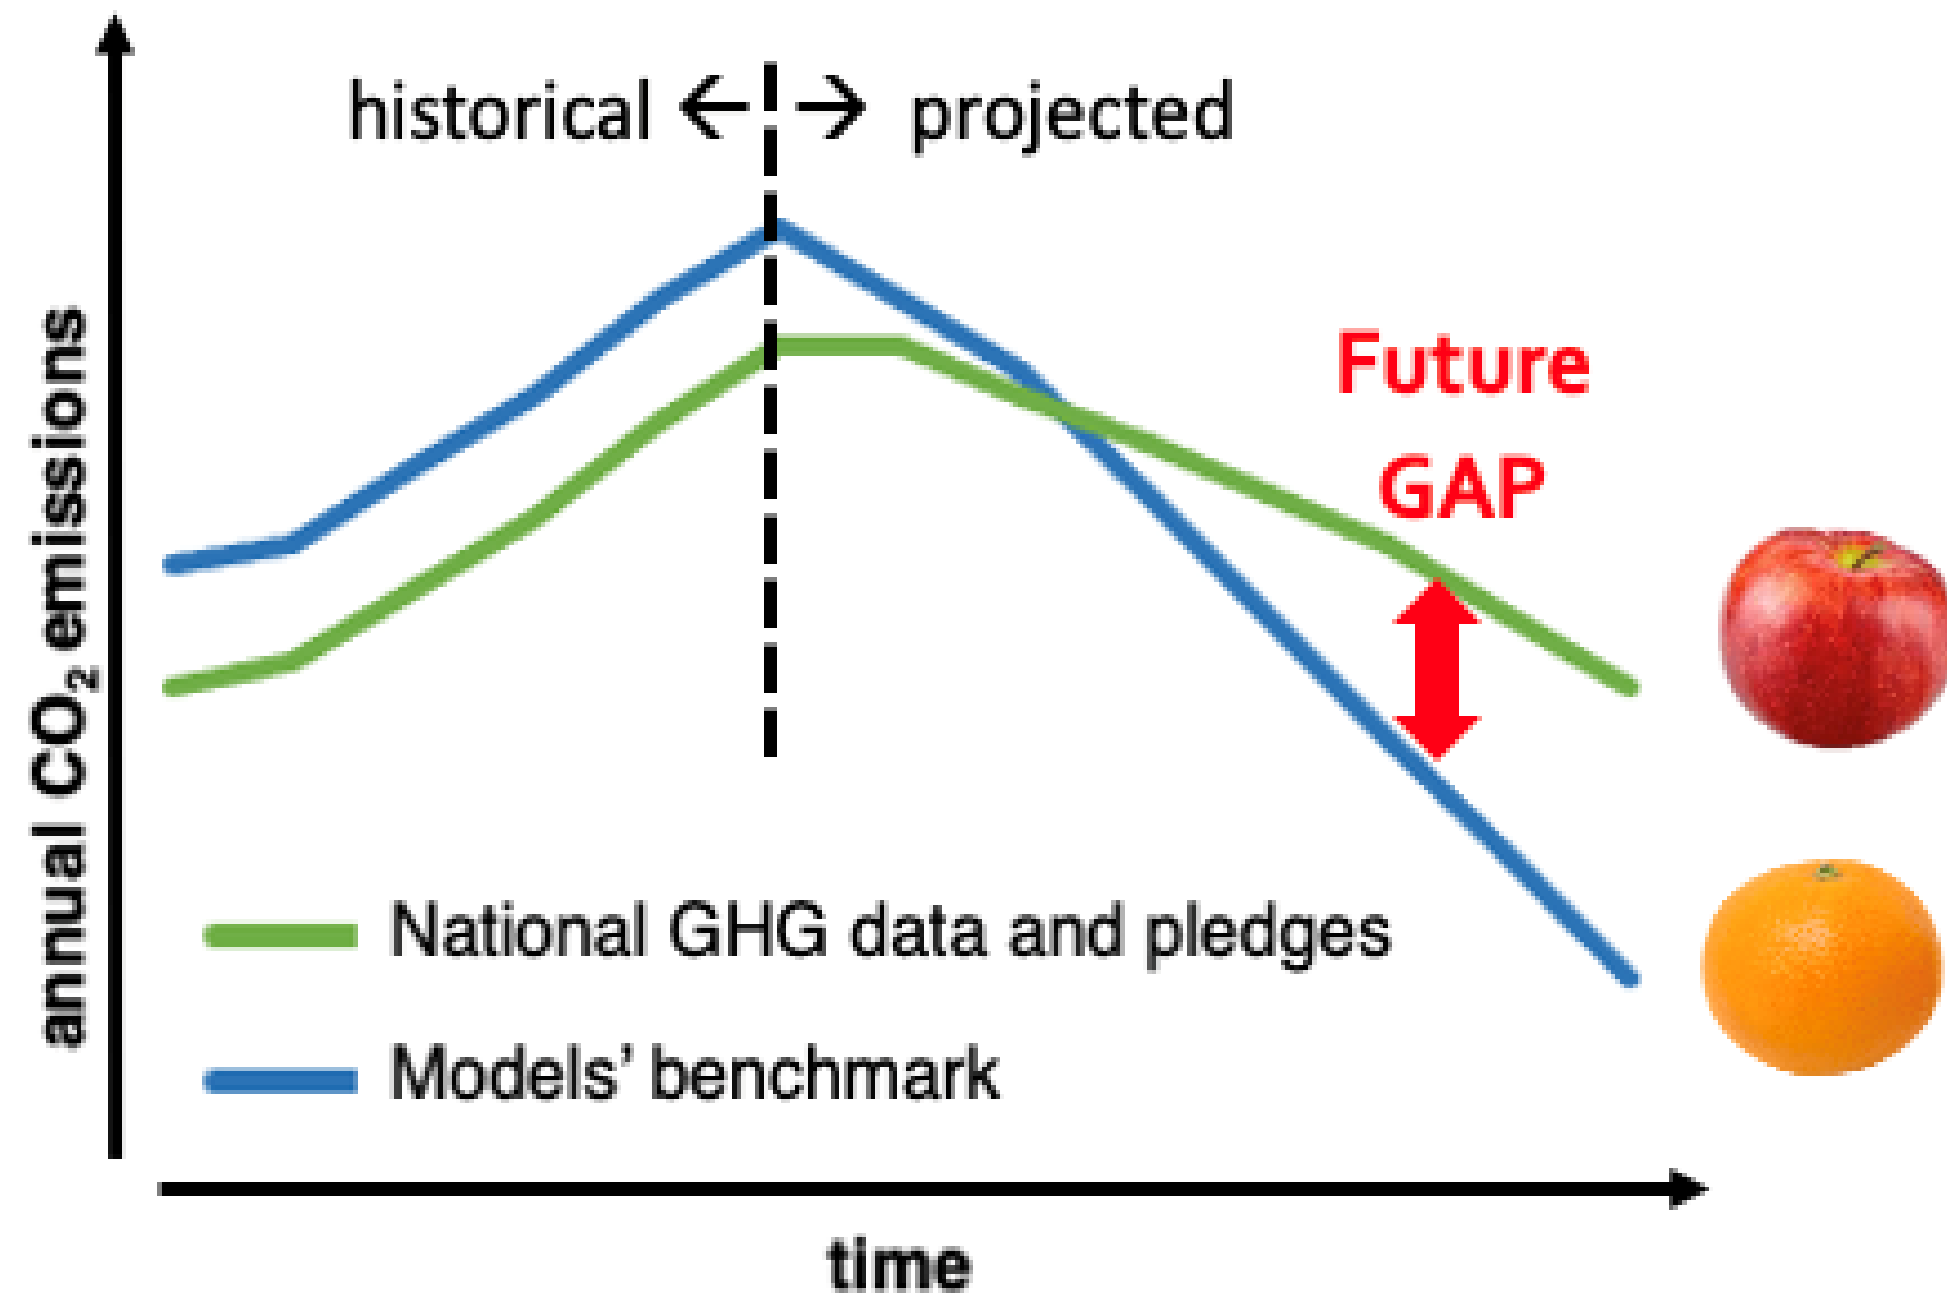 historical ← → projected
Future
GAP
annual CO₂ emissions
National GHG data and pledges
Models’ benchmark
time